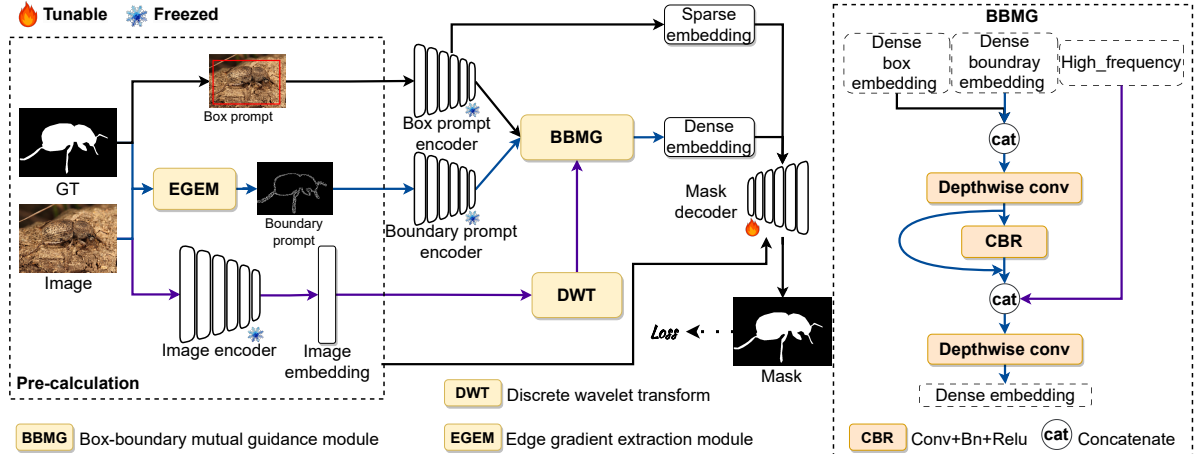 Tunable
Freezed
Sparse
embedding
Box prompt
Box prompt
encoder
GT
EGEM
Boundary
prompt
Boundary prompt
encoder
BBMG
Dense
embedding
Mask
decoder
Image
Image encoder
Image
embedding
DWT
Loss
Mask
Pre-calculation
DWT
Discrete wavelet transform
BBMG
Box-boundary mutual guidance module
EGEM
Edge gradient extraction module
BBMG
Dense
box
embedding
Dense
boundray
embedding
High_frequency
cat
Depthwise conv
CBR
cat
Depthwise conv
Dense embedding
CBR
Conv+Bn+Relu
cat
Concatenate